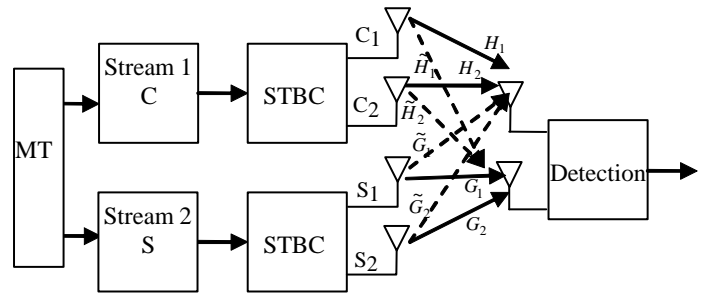 MT
Stream 1
C
STBC
C1
C2
H̃1
H1
H2
H̃2
G̃1
Stream 2
S
STBC
S1
S2
G1
G̃2
G2
Detection